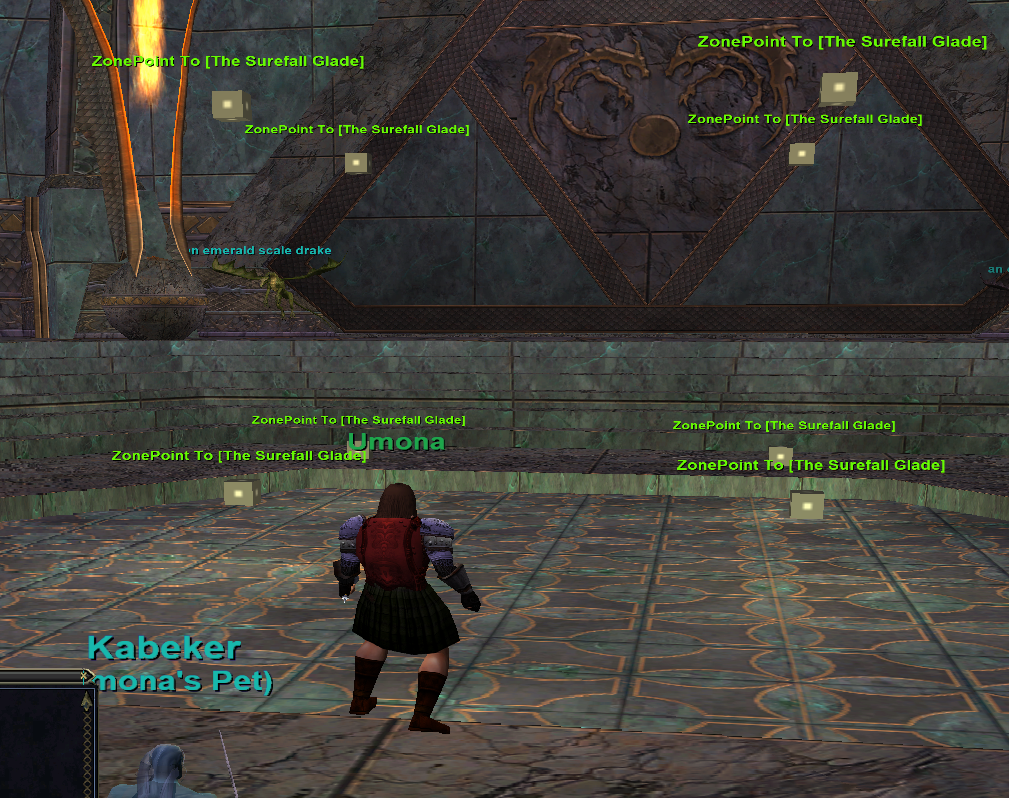 ZonePoint To [The Surefall Glade]
ZonePoint To [The Surefall Glade]
ZonePoint To [The Surefall Glade]
ZonePoint To [The Surefall Glade]
n emerald scale drake
an
ZonePoint To [The Surefall Glade]
ZonePoint To [The Surefall Glade]
Umona
ZonePoint To [The Surefall Glade]
ZonePoint To [The Surefall Glade]
Kabeker
mona's Pet)